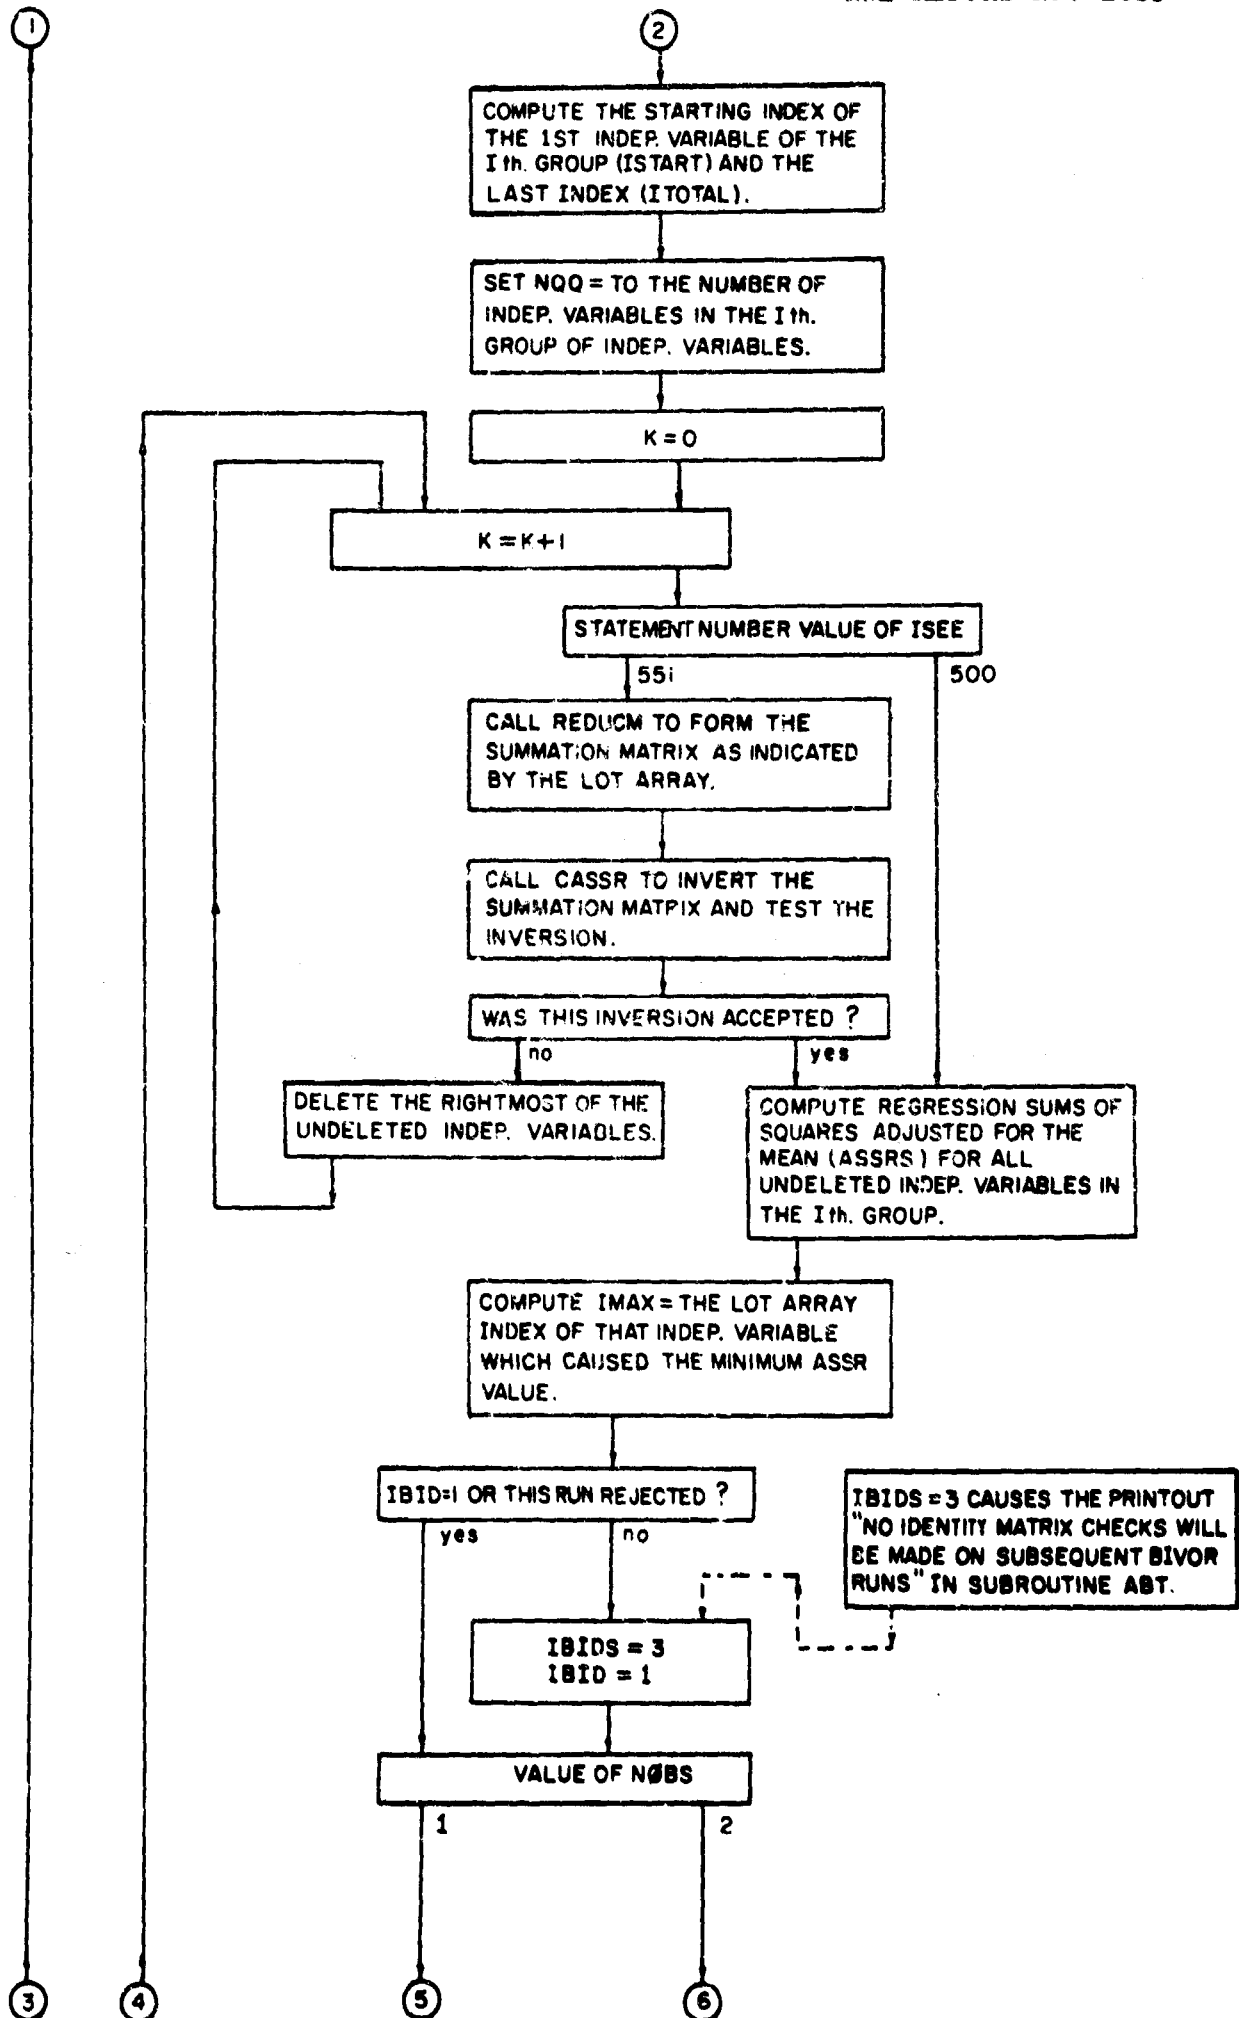 1
2
COMPUTE THE STARTING INDEX OF
THE 1ST INDEP. VARIABLE OF THE
I th. GROUP (ISTART) AND THE
LAST INDEX (ITOTAL).
SET NQQ = TO THE NUMBER OF
INDEP. VARIABLES IN THE I th.
GROUP OF INDEP. VARIABLES.
K = 0
K = K+1
STATEMENT NUMBER VALUE OF ISEE
551
500
CALL REDUCM TO FORM THE
SUMMATION MATRIX AS INDICATED
BY THE LOT ARRAY.
CALL CASSR TO INVERT THE
SUMMATION MATRIX AND TEST THE
INVERSION.
WAS THIS INVERSION ACCEPTED ?
no
yes
DELETE THE RIGHTMOST OF THE
UNDELETED INDEP. VARIABLES.
COMPUTE REGRESSION SUMS OF
SQUARES ADJUSTED FOR THE
MEAN (ASSRS) FOR ALL
UNDELETED INDEP. VARIABLES IN
THE I th. GROUP.
COMPUTE IMAX = THE LOT ARRAY
INDEX OF THAT INDEP. VARIABLE
WHICH CAUSED THE MINIMUM ASSR
VALUE.
IBID=1 OR THIS RUN REJECTED ?
yes
no
IBIDS = 3 CAUSES THE PRINTOUT
"NO IDENTITY MATRIX CHECKS WILL
BE MADE ON SUBSEQUENT BIVOR
RUNS" IN SUBROUTINE ABT.
IBIDS = 3
IBID = 1
VALUE OF NØBS
1
2
3
4
5
6